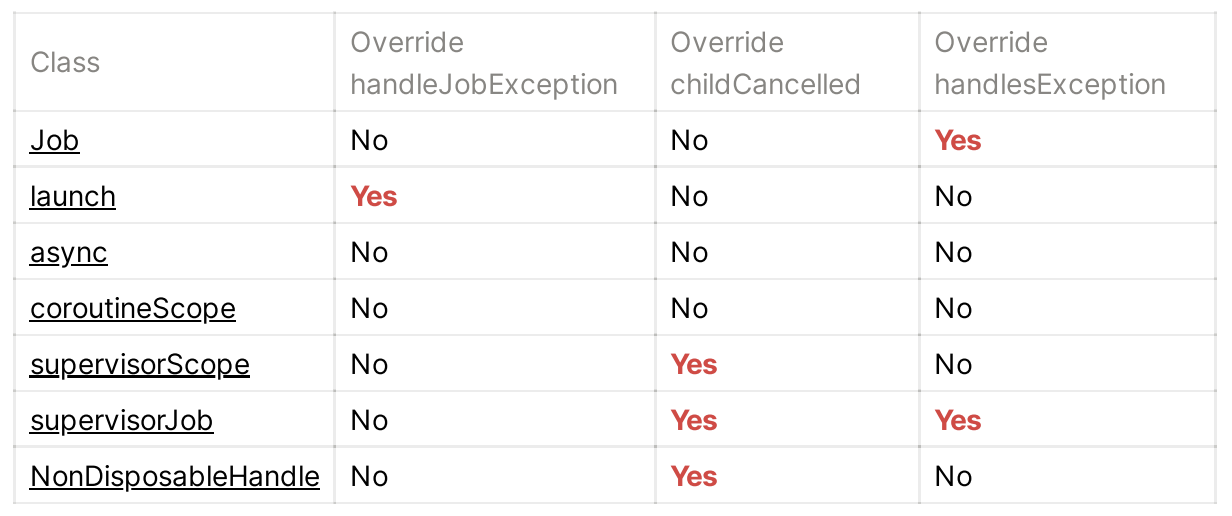 Class Override handleJobException Override childCancelled Override handlesException
Job No No Yes
launch Yes No No
async No No No
coroutineScope No No No
supervisorScope No Yes No
supervisorJob No Yes Yes
NonDisposableHandle No Yes No